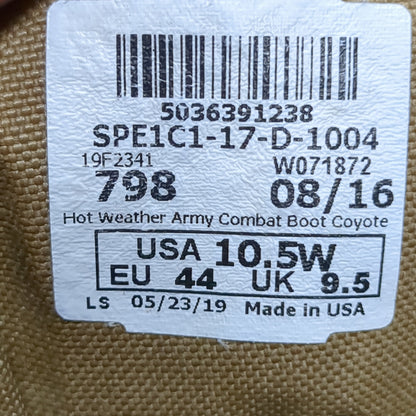 5036391238
SPE1C1-17-D-1004
19F2341 W071872
798 08/16
Hot Weather Army Combat Boot Coyote
USA 10.5W
EU 44 UK 9.5
LS 05/23/19 Made in USA